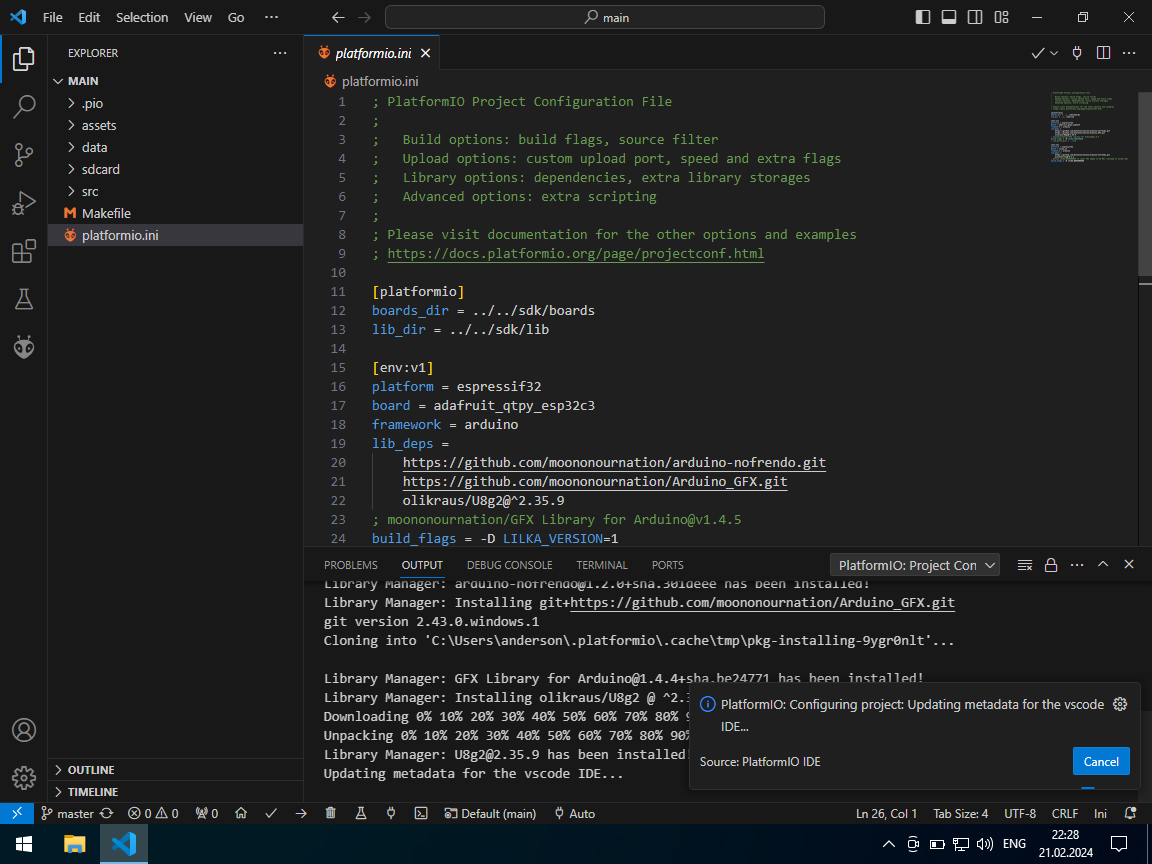 File Edit Selection View Go ··· main
EXPLORER ···
MAIN
.pio
assets
data
sdcard
src
Makefile
platformio.ini
OUTLINE
TIMELINE
platformio.ini
platformio.ini
1 ; PlatformIO Project Configuration File
2 ;
3 ;   Build options: build flags, source filter
4 ;   Upload options: custom upload port, speed and extra flags
5 ;   Library options: dependencies, extra library storages
6 ;   Advanced options: extra scripting
7 ;
8 ; Please visit documentation for the other options and examples
9 ; https://docs.platformio.org/page/projectconf.html
10
11 [platformio]
12 boards_dir = ../../sdk/boards
13 lib_dir = ../../sdk/lib
14
15 [env:v1]
16 platform = espressif32
17 board = adafruit_qtpy_esp32c3
18 framework = arduino
19 lib_deps =
20     https://github.com/moononournation/arduino-nofrendo.git
21     https://github.com/moononournation/Arduino_GFX.git
22     olikraus/U8g2@^2.35.9
23 ; moononournation/GFX Library for Arduino@v1.4.5
24 build_flags = -D LILKA_VERSION=1
PROBLEMS OUTPUT DEBUG CONSOLE TERMINAL PORTS PlatformIO: Project Con
Library Manager: arduino-nofrendo@1.2.0+sha.301deee has been installed!
Library Manager: Installing git+https://github.com/moononournation/Arduino_GFX.git
git version 2.43.0.windows.1
Cloning into 'C:\Users\anderson\.platformio\.cache\tmp\pkg-installing-9ygr0nlt'...
Library Manager: GFX Library for Arduino@1.4.4+sha.be24771 has been installed!
Library Manager: Installing olikraus/U8g2 @ ^2.3
Downloading 0% 10% 20% 30% 40% 50% 60% 70% 80%
Unpacking 0% 10% 20% 30% 40% 50% 60% 70% 80% 90%
Library Manager: U8g2@2.35.9 has been installed!
Updating metadata for the vscode IDE...
PlatformIO: Configuring project: Updating metadata for the vscode
IDE...
Source: PlatformIO IDE Cancel
master 0 0 0 Default (main) Auto Ln 26, Col 1 Tab Size: 4 UTF-8 CRLF Ini
ENG 22:28
21.02.2024